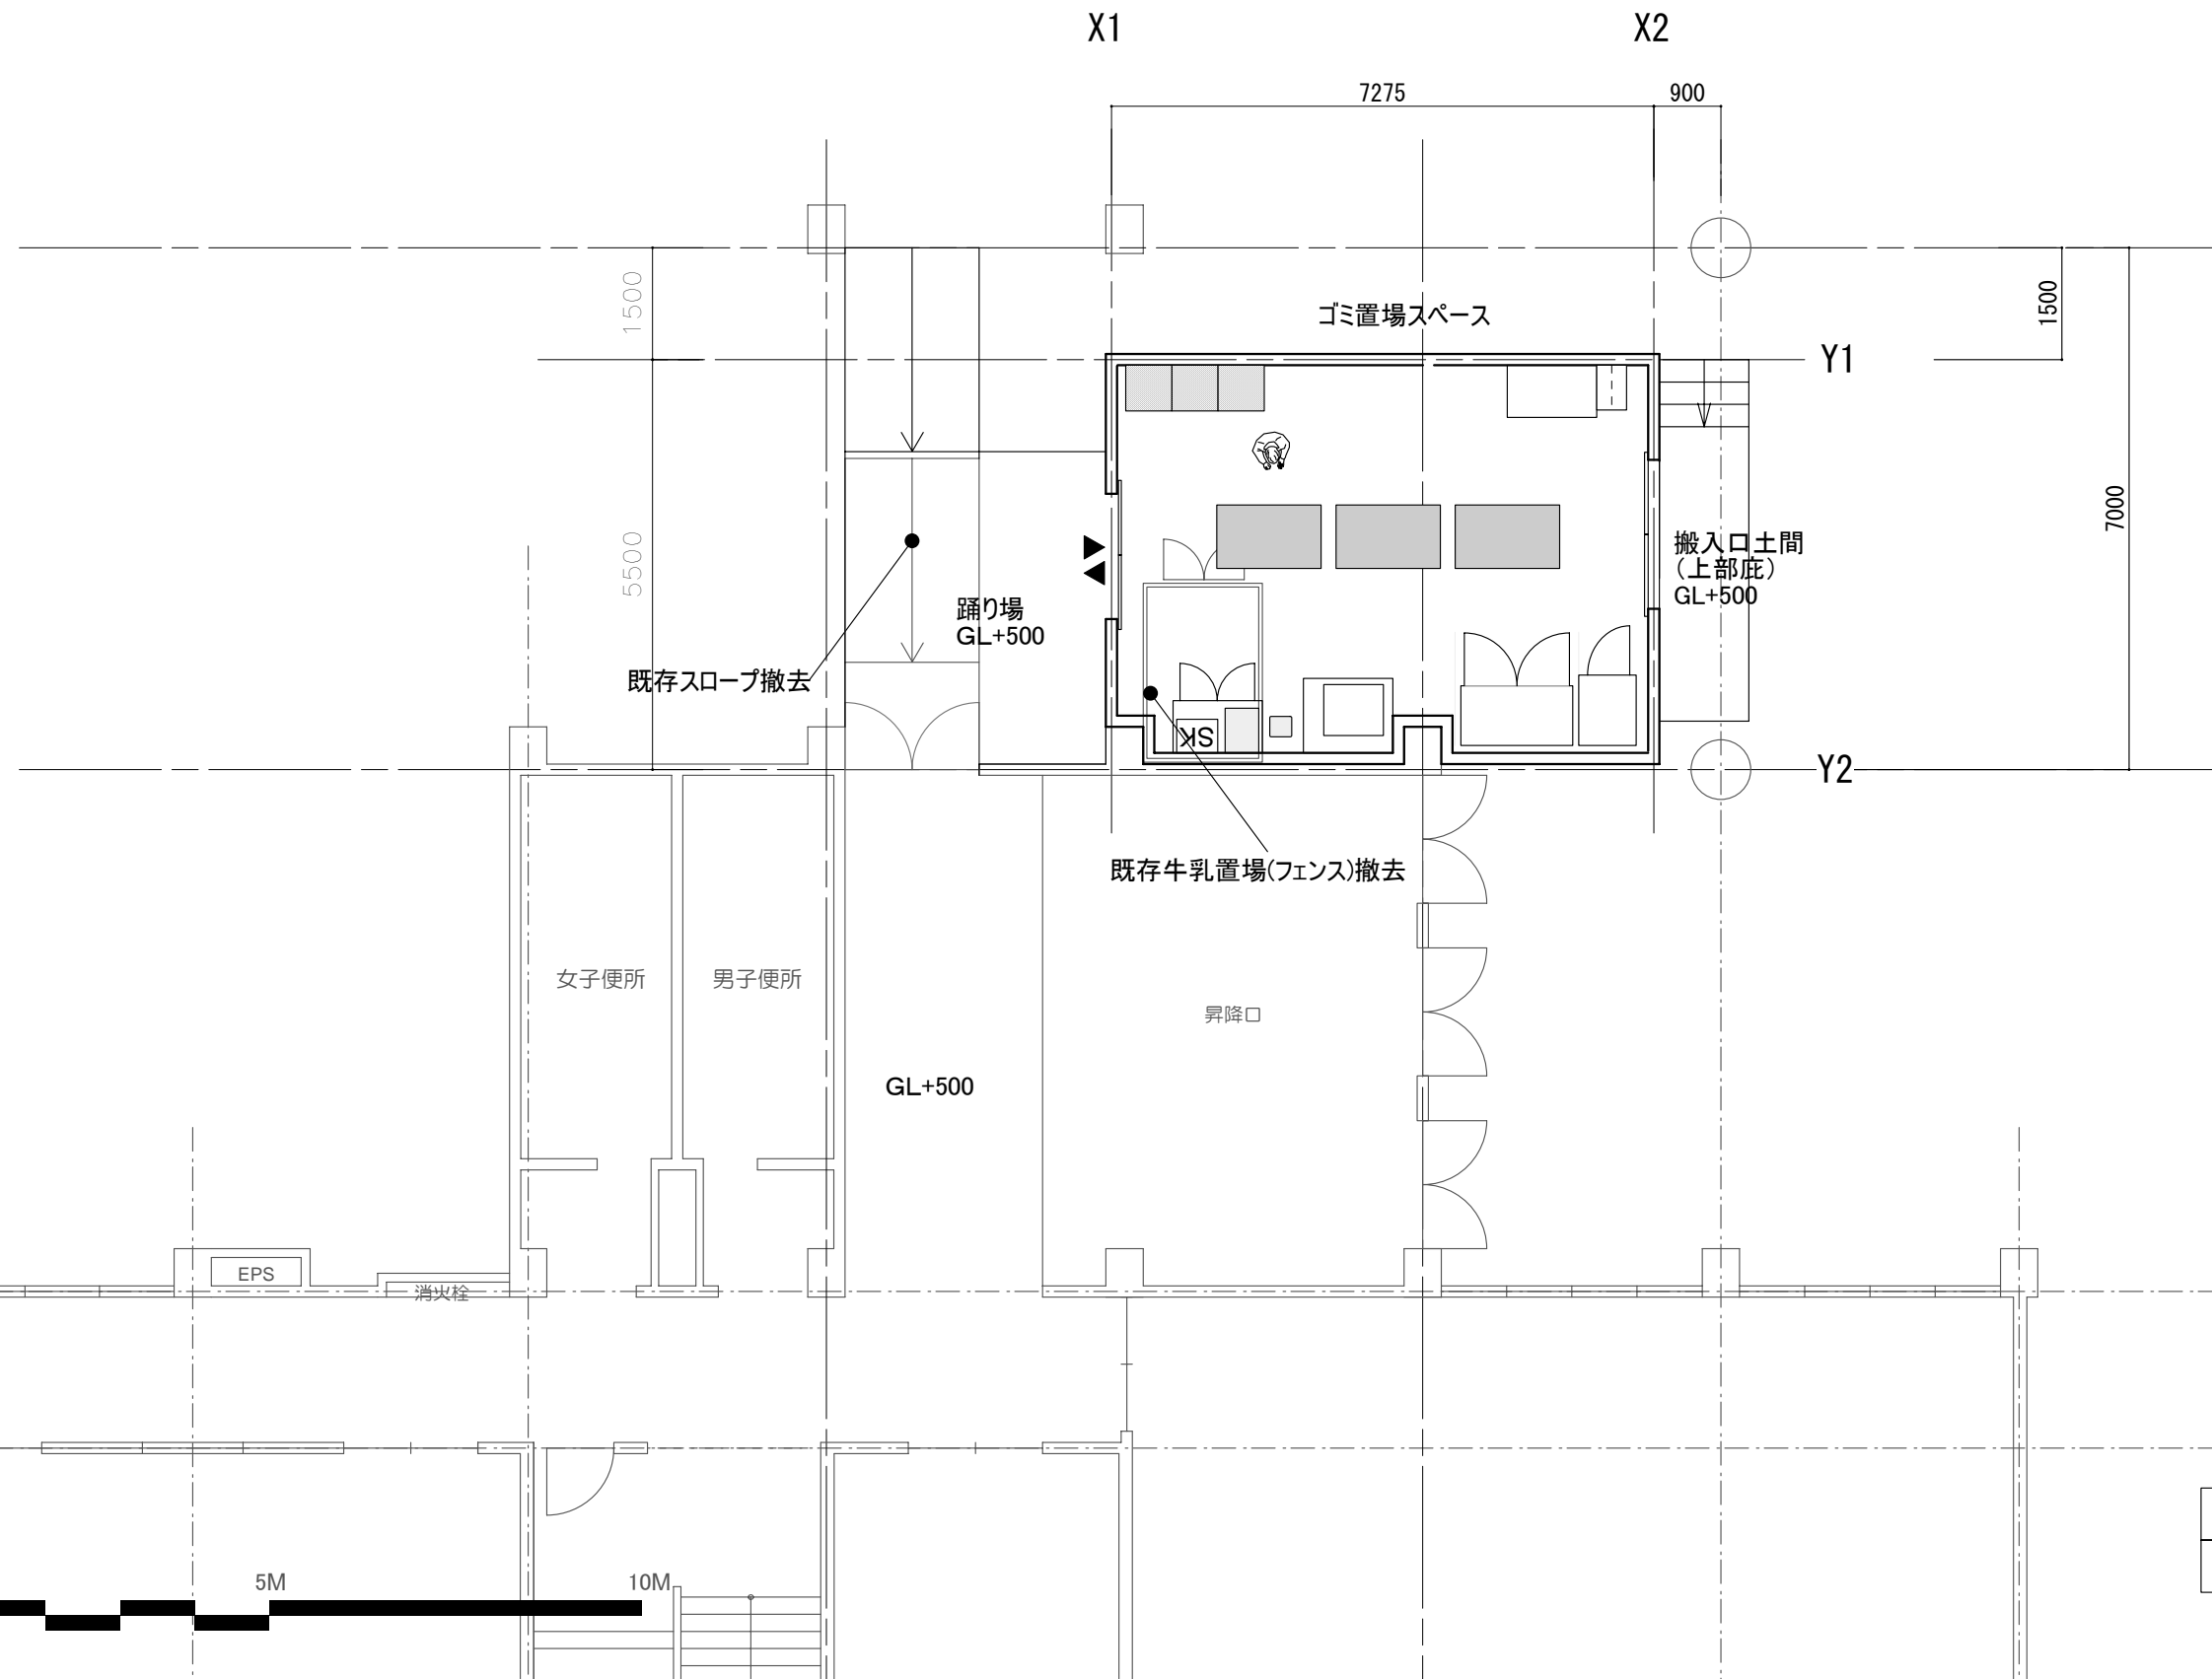 X1
X2
7275
900
1500
1500
ゴミ置場スペース
Y1
5500
7000
搬入口土間
(上部庇)
GL+500
踊り場
GL+500
既存スロープ撤去
SK
Y2
既存牛乳置場(フェンス)撤去
女子便所
男子便所
昇降口
GL+500
EPS
消火栓
5M
10M